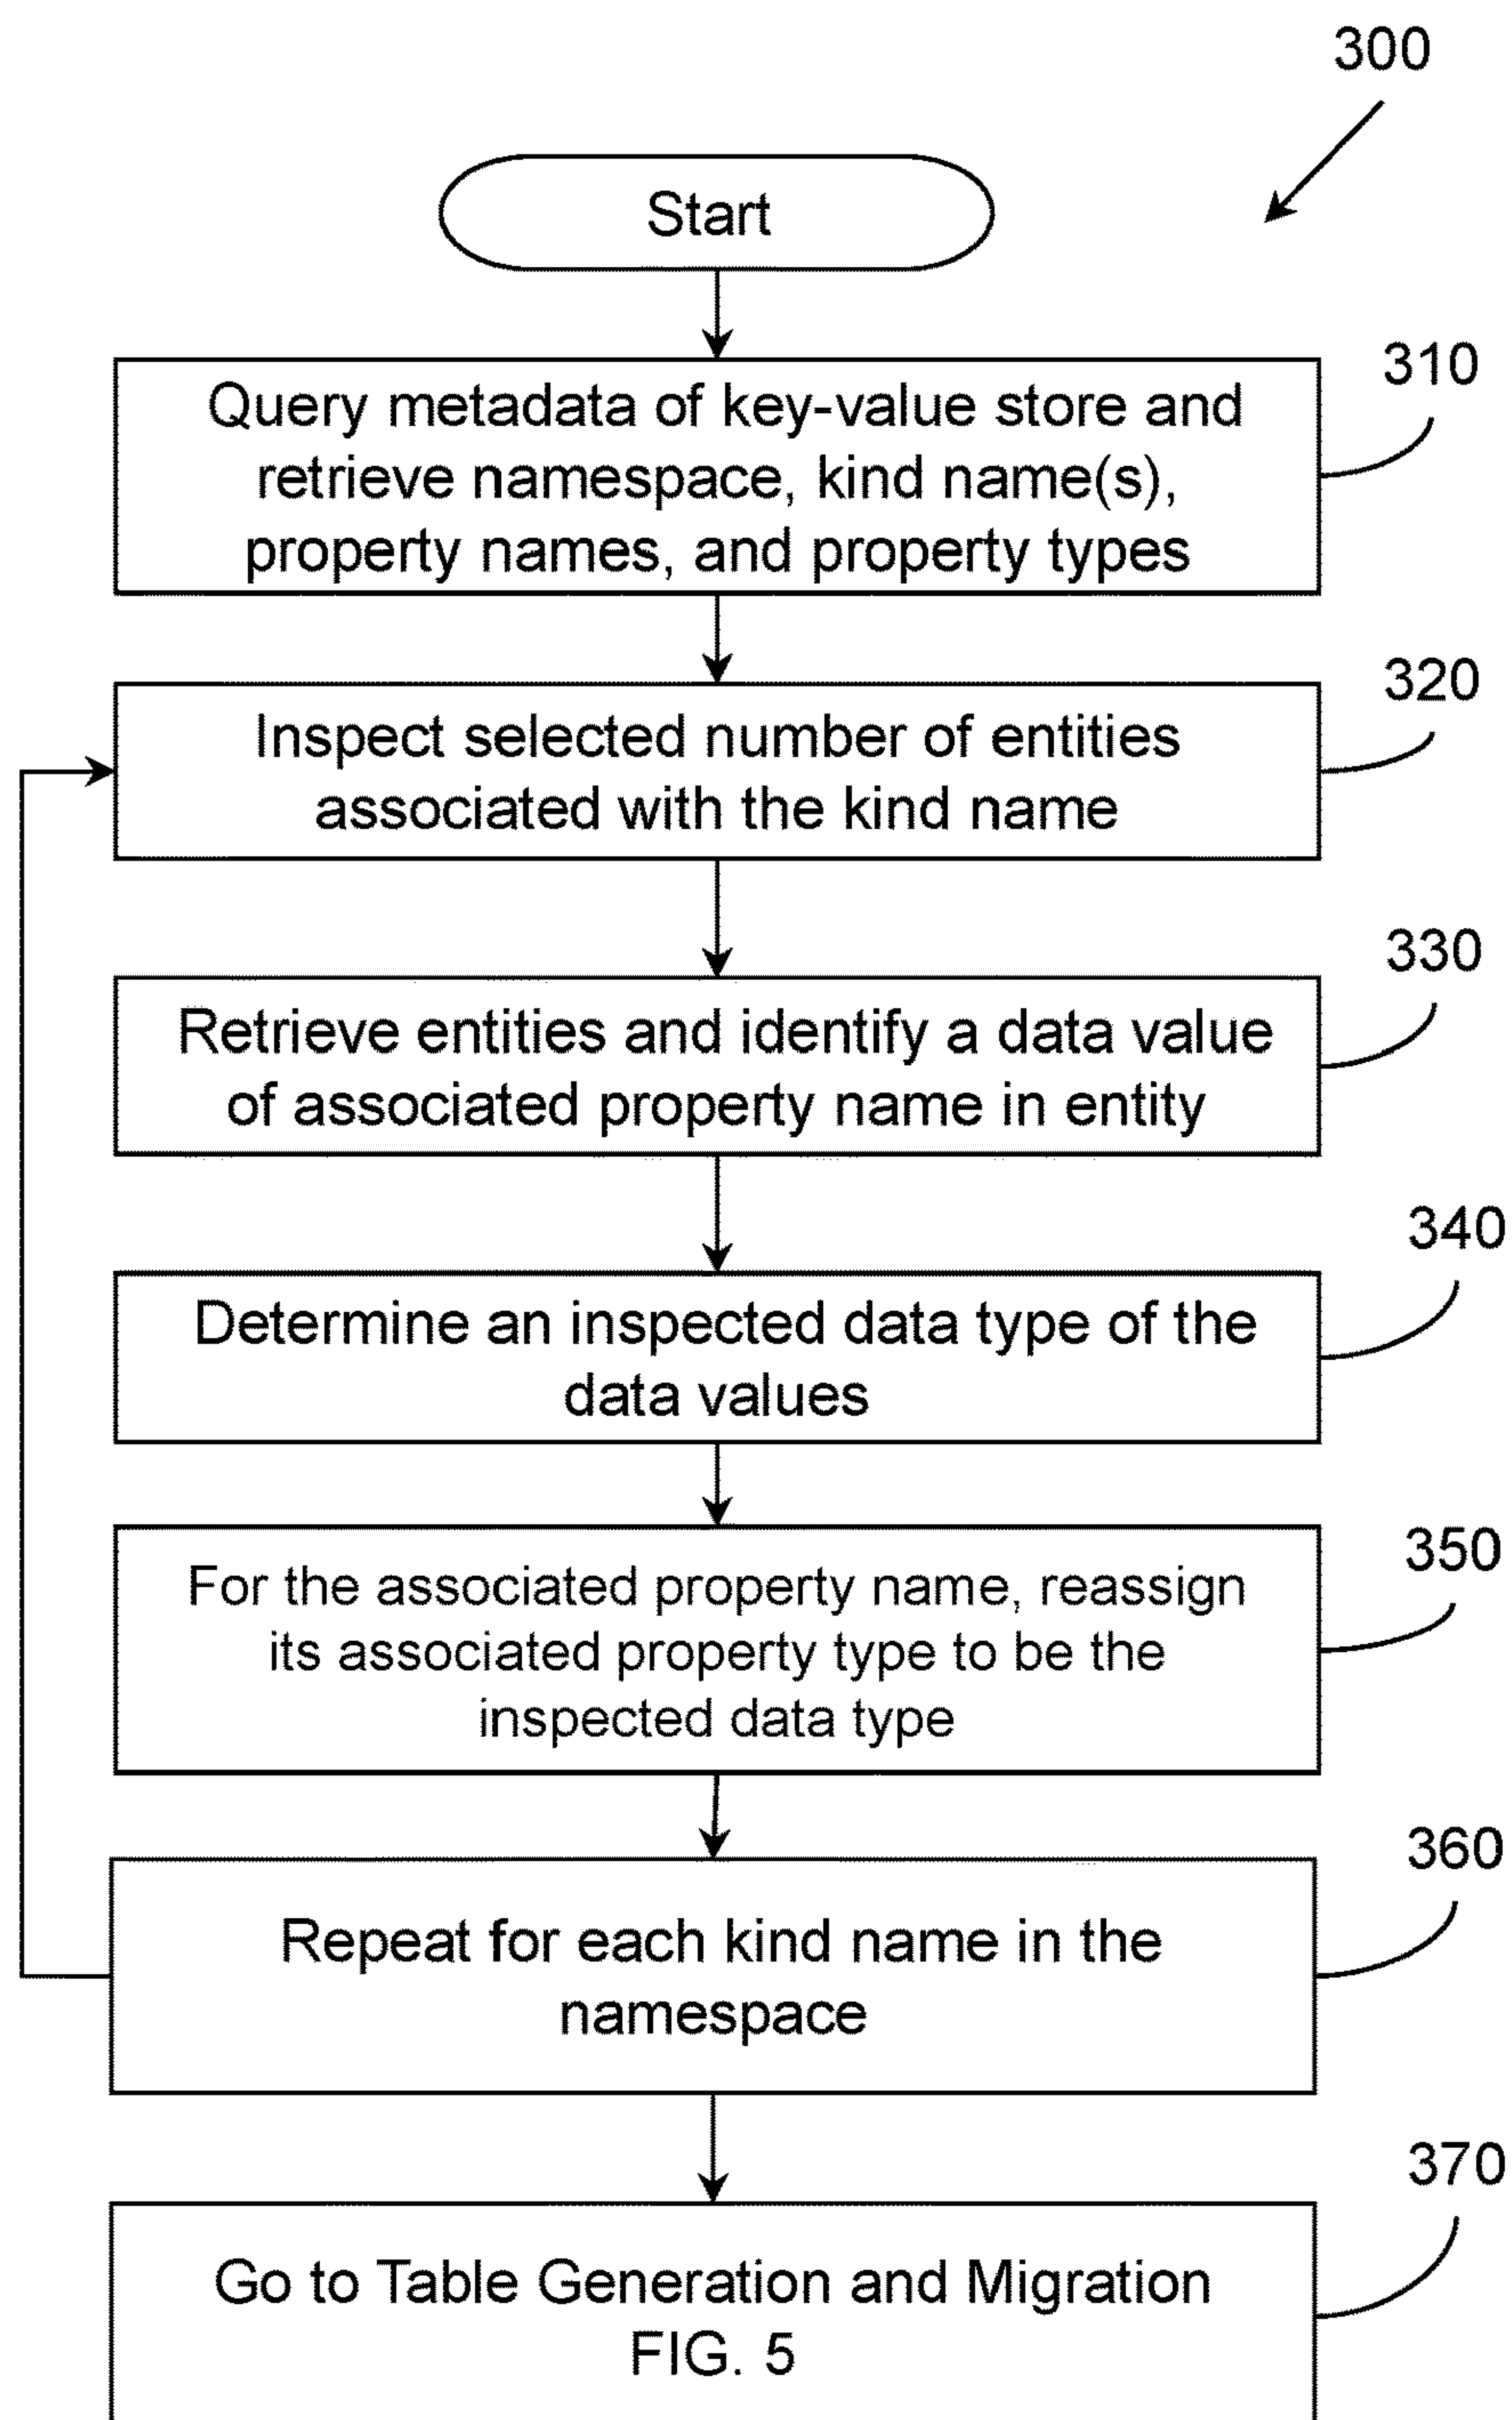 300
Start
310
Query metadata of key-value store and
retrieve namespace, kind name(s),
property names, and property types
320
Inspect selected number of entities
associated with the kind name
330
Retrieve entities and identify a data value
of associated property name in entity
340
Determine an inspected data type of the
data values
350
For the associated property name, reassign
its associated property type to be the
inspected data type
360
Repeat for each kind name in the
namespace
370
Go to Table Generation and Migration
FIG. 5